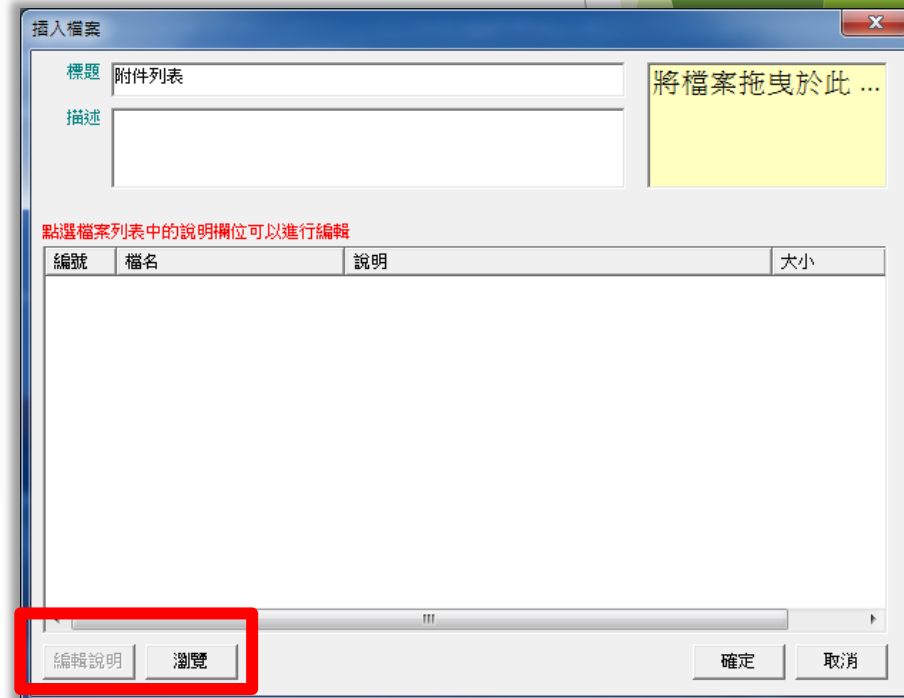 插入檔案
標題 附件列表
將檔案拖曳於此 ...
描述
點選檔案列表中的說明欄位可以進行編輯
編號 檔名 說明 大小
編輯說明 瀏覽 確定 取消